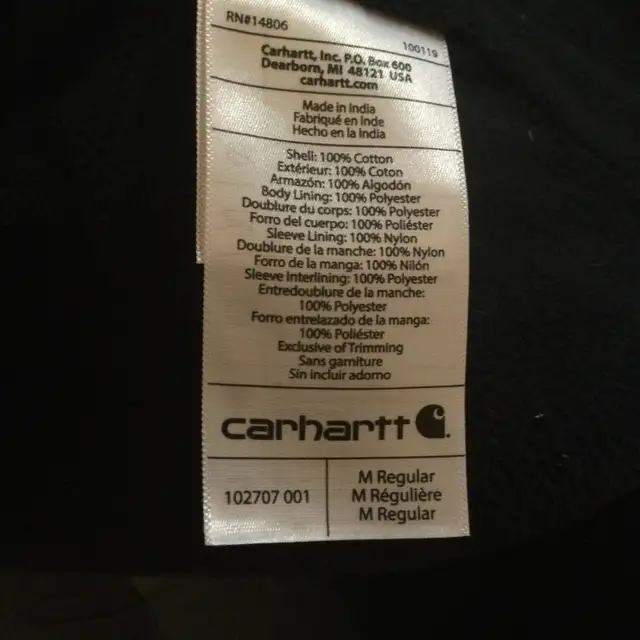 RN#14806
100119
Carhartt, Inc. P.O. Box 600
Dearborn, MI 48121 USA
carhartt.com
Made in India
Fabriqué en Inde
Hecho en la India
Shell: 100% Cotton
Extérieur: 100% Coton
Armazón: 100% Algodón
Body Lining: 100% Polyester
Doublure du corps: 100% Polyester
Forro del cuerpo: 100% Poliéster
Sleeve Lining: 100% Nylon
Doublure de la manche: 100% Nylon
Forro de la manga: 100% Nilón
Sleeve Interlining: 100% Polyester
Entredoublure de la manche:
100% Polyester
Forro entrelazado de la manga:
100% Poliéster
Exclusive of Trimming
Sans garniture
Sin incluir adorno
carhartt
102707 001
M Regular
M Régulière
M Regular